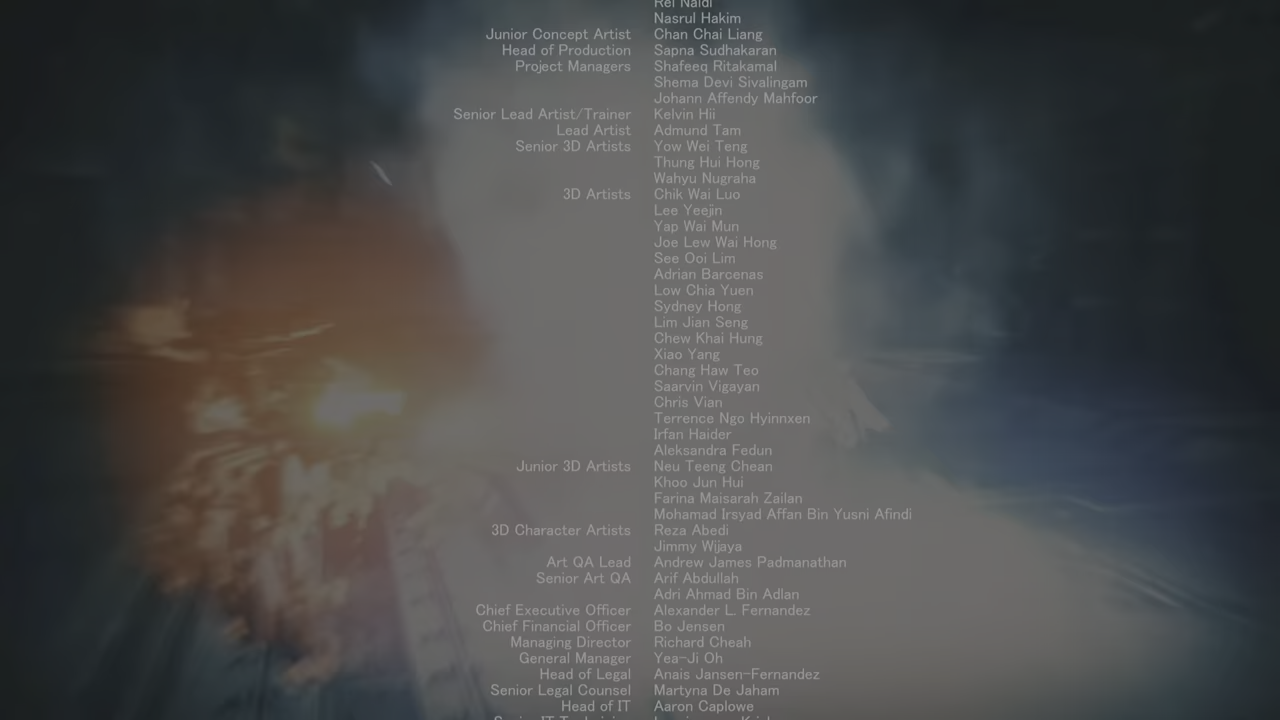 Rei Naldi
Nasrul Hakim
Junior Concept Artist Chan Chai Liang
Head of Production Sapna Sudhakaran
Project Managers Shafeeq Ritakamal
Shema Devi Sivalingam
Johann Affendy Mahfoor
Senior Lead Artist/Trainer Kelvin Hii
Lead Artist Admund Tam
Senior 3D Artists Yow Wei Teng
Thung Hui Hong
Wahyu Nugraha
3D Artists Chik Wai Luo
Lee Yeejin
Yap Wai Mun
Joe Lew Wai Hong
See Ooi Lim
Adrian Barcenas
Low Chia Yuen
Sydney Hong
Lim Jian Seng
Chew Khai Hung
Xiao Yang
Chang Haw Teo
Saarvin Vigayan
Chris Vian
Terrence Ngo Hyinnxen
Irfan Haider
Aleksandra Fedun
Junior 3D Artists Neu Teeng Chean
Khoo Jun Hui
Farina Maisarah Zailan
Mohamad Irsyad Affan Bin Yusni Afindi
3D Character Artists Reza Abedi
Jimmy Wijaya
Art QA Lead Andrew James Padmanathan
Senior Art QA Arif Abdullah
Adri Ahmad Bin Adlan
Chief Executive Officer Alexander L. Fernandez
Chief Financial Officer Bo Jensen
Managing Director Richard Cheah
General Manager Yea-Ji Oh
Head of Legal Anais Jansen-Fernandez
Senior Legal Counsel Martyna De Jaham
Head of IT Aaron Caplowe
Senior IT